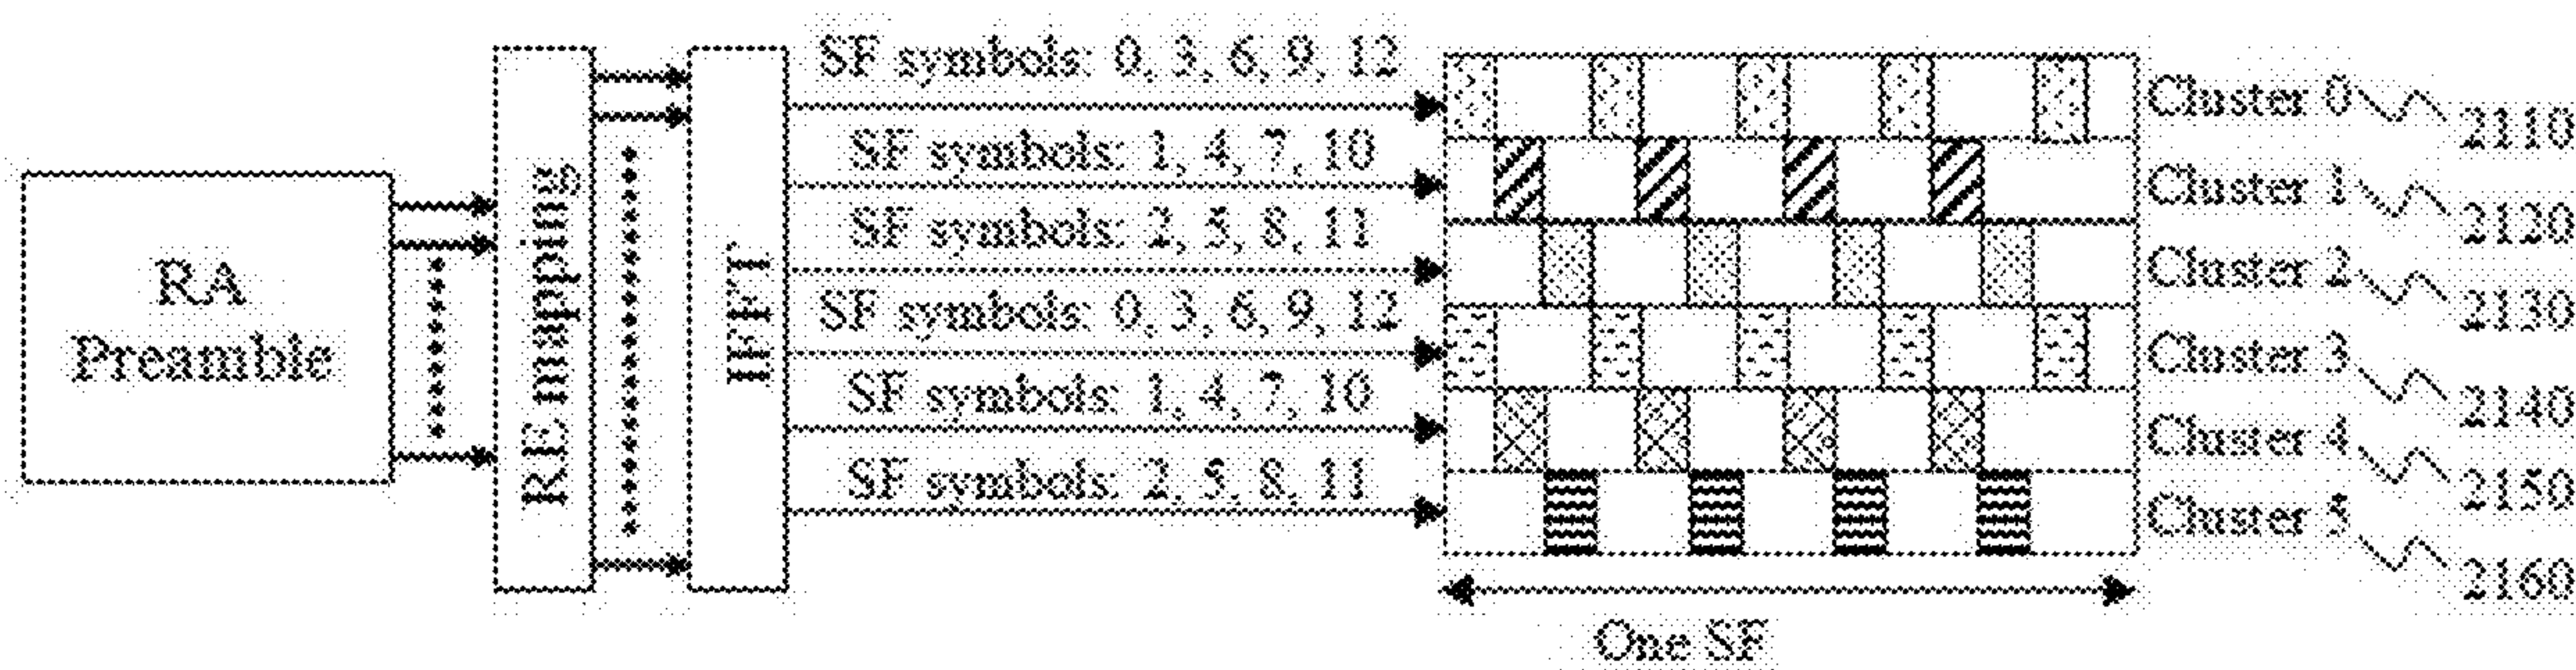 RA
Preamble
RE mapping
IFFT
SF symbols: 0, 3, 6, 9, 12
SF symbols: 1, 4, 7, 10
SF symbols: 2, 5, 8, 11
SF symbols: 0, 3, 6, 9, 12
SF symbols: 1, 4, 7, 10
SF symbols: 2, 5, 8, 11
Cluster 0 2110
Cluster 1 2120
Cluster 2 2130
Cluster 3 2140
Cluster 4 2150
Cluster 5 2160
One SF